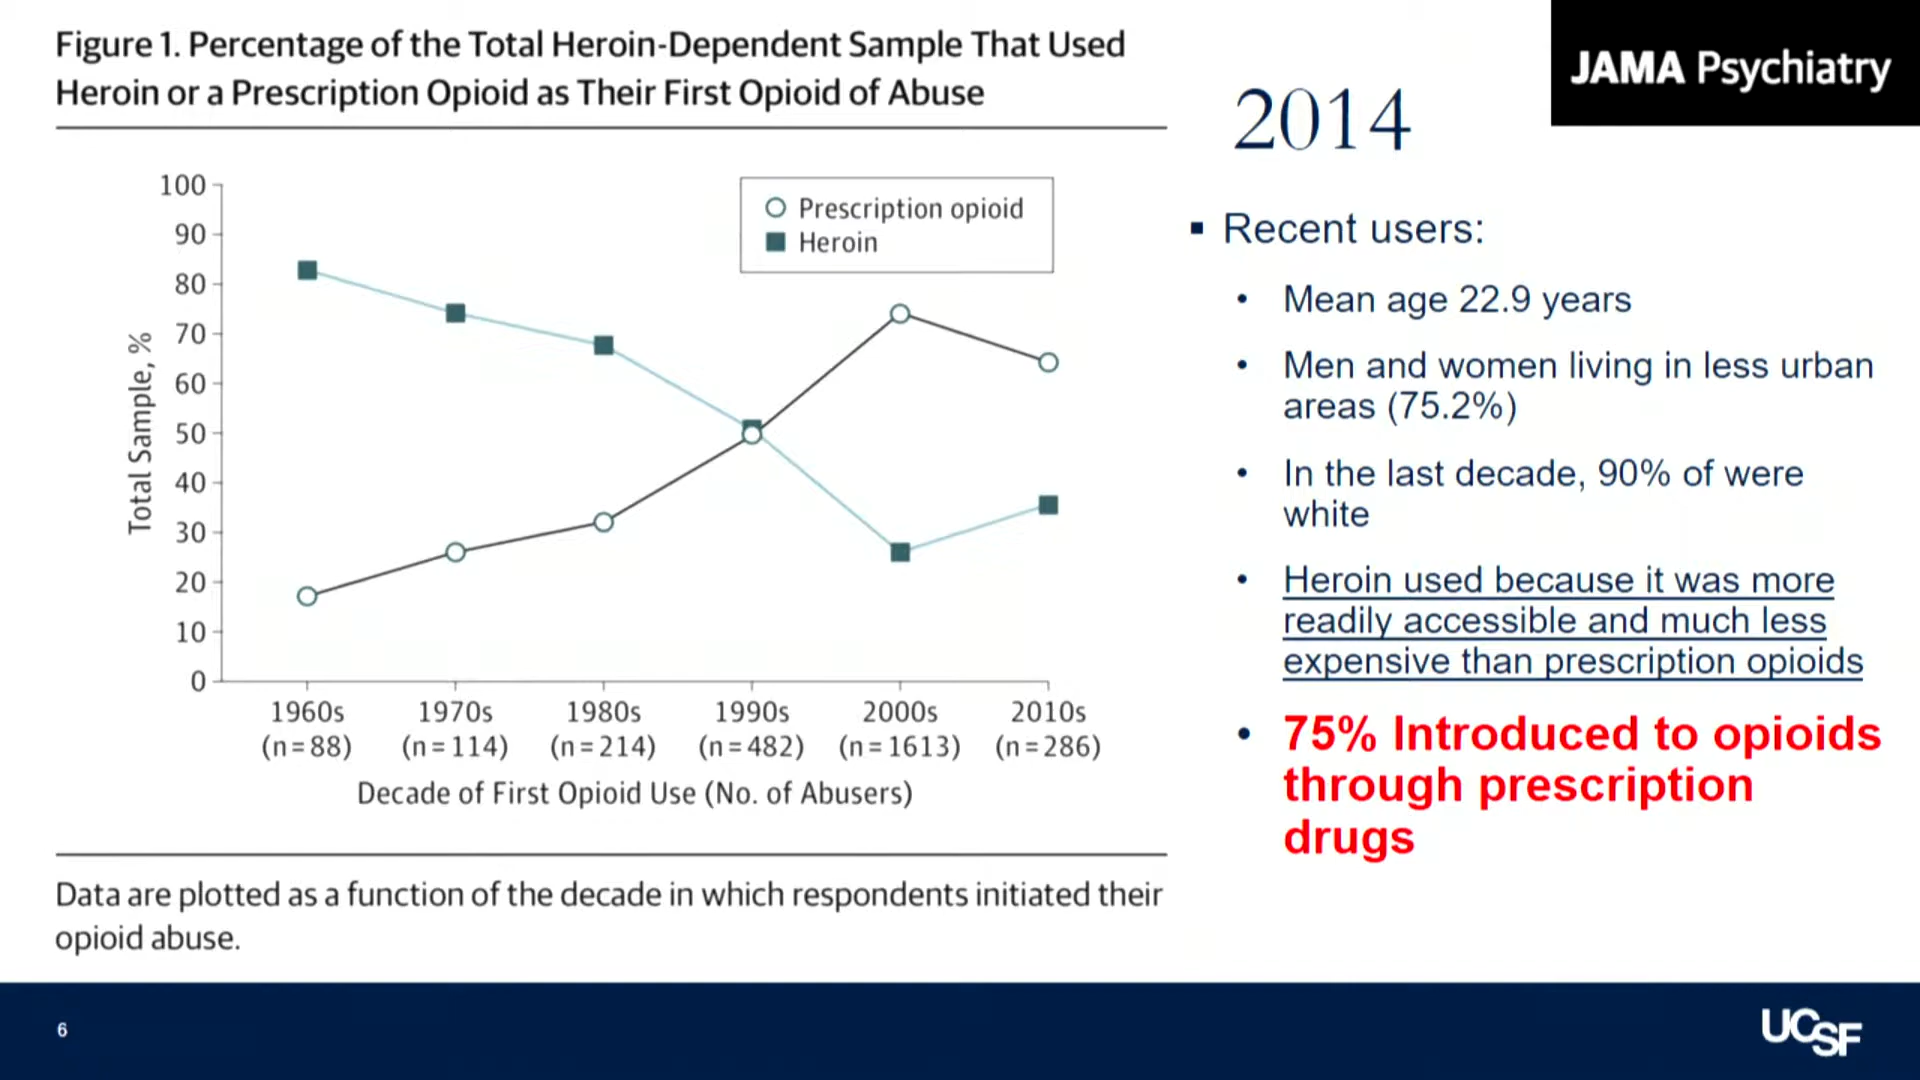 Figure 1. Percentage of the Total Heroin-Dependent Sample That Used
Heroin or a Prescription Opioid as Their First Opioid of Abuse
JAMA Psychiatry
2014
100
90
80
70
60
50
40
30
20
10
0
Total Sample, %
Prescription opioid
Heroin
1960s
(n=88)
1970s
(n=114)
1980s
(n=214)
1990s
(n=482)
2000s
(n=1613)
2010s
(n=286)
Decade of First Opioid Use (No. of Abusers)
Data are plotted as a function of the decade in which respondents initiated their
opioid abuse.
▪ Recent users:
• Mean age 22.9 years
• Men and women living in less urban
areas (75.2%)
• In the last decade, 90% of were
white
• Heroin used because it was more
readily accessible and much less
expensive than prescription opioids
• 75% Introduced to opioids
through prescription
drugs
6
UCSF